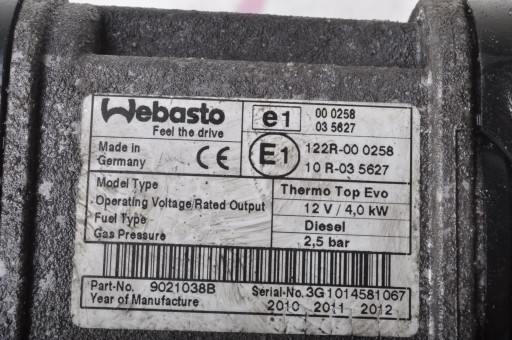 Webasto
Feel the drive
e1 00 0258
03 5627
Made in Germany
CE
E1 122R-00 0258
10 R-03 5627
Model Type Thermo Top Evo
Operating Voltage/Rated Output 12 V / 4,0 kW
Fuel Type Diesel
Gas Pressure 2,5 bar
Part-No. 9021038B Serial-No. 3G1014581067
Year of Manufacture 2010 2011 2012